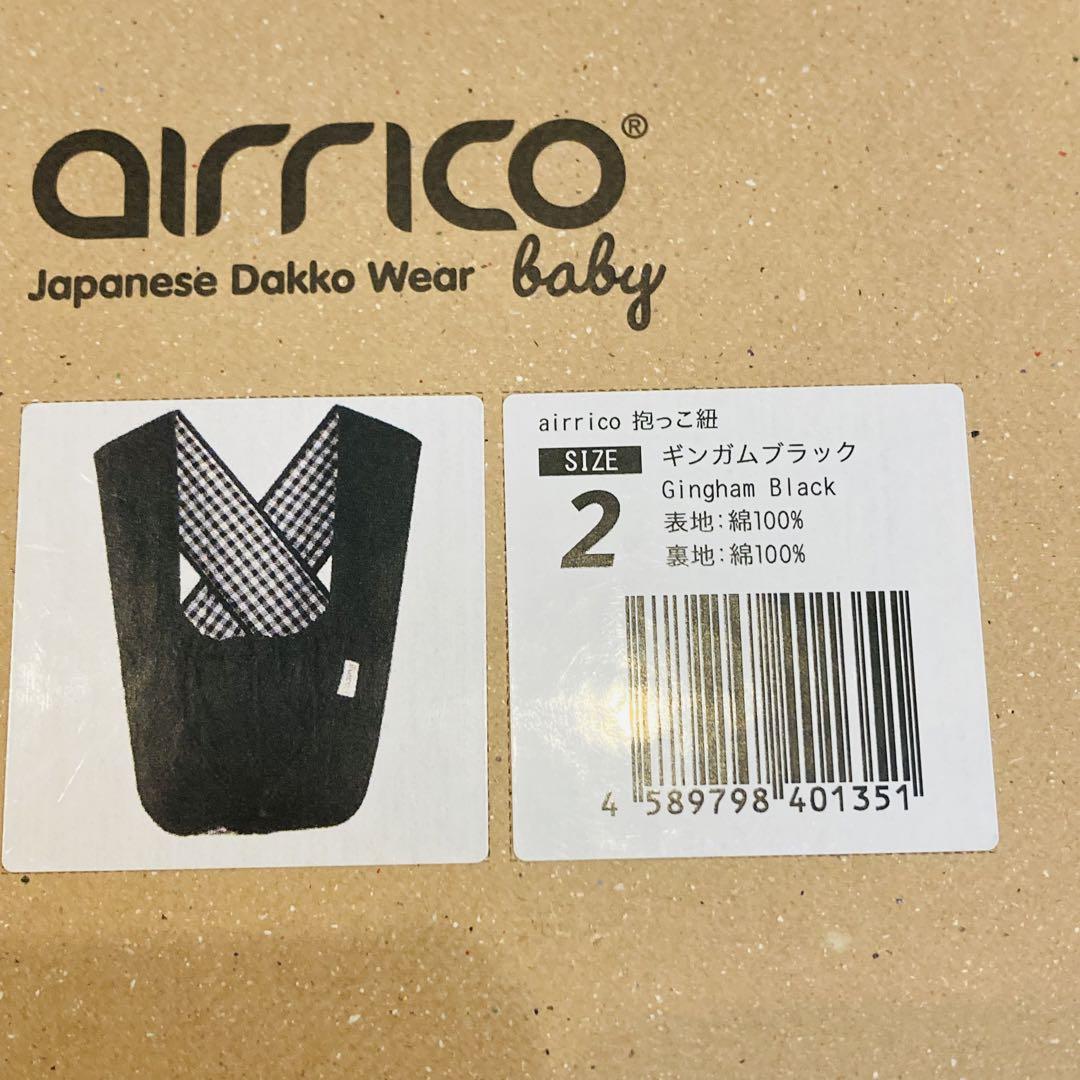 airrico®
Japanese Dakko Wear baby
airrico 抱っこ紐
SIZE
2
ギンガムブラック
Gingham Black
表地:綿100%
裏地:綿100%
4 589798 401351